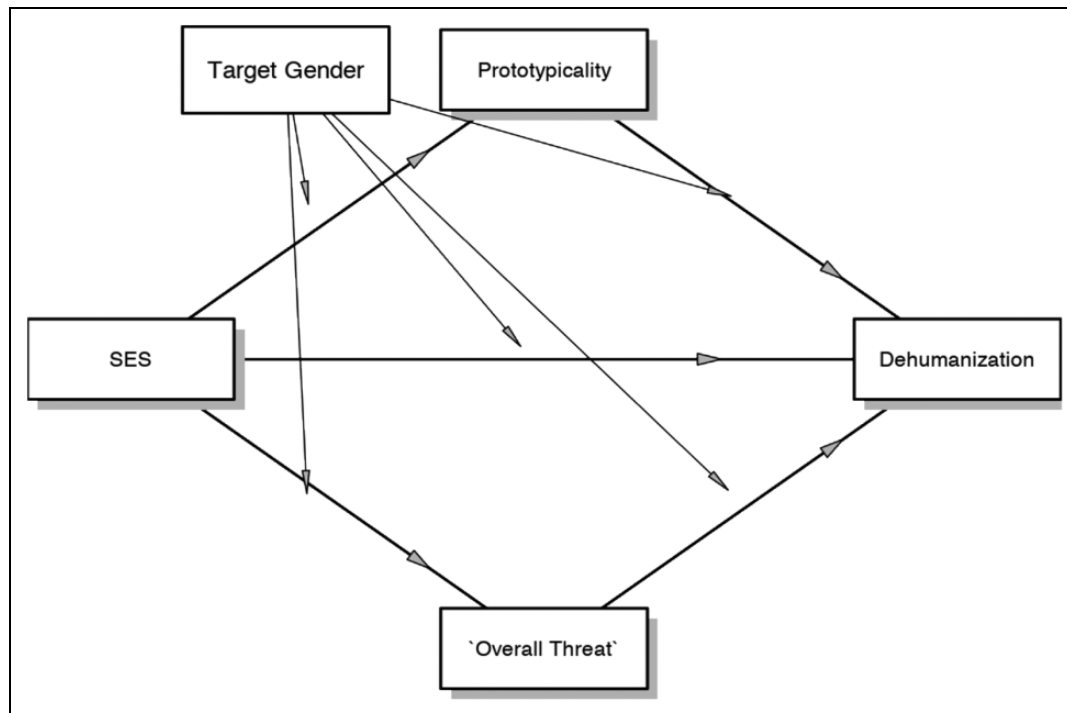 Target Gender
Prototypicality
SES
Dehumanization
`Overall Threat`